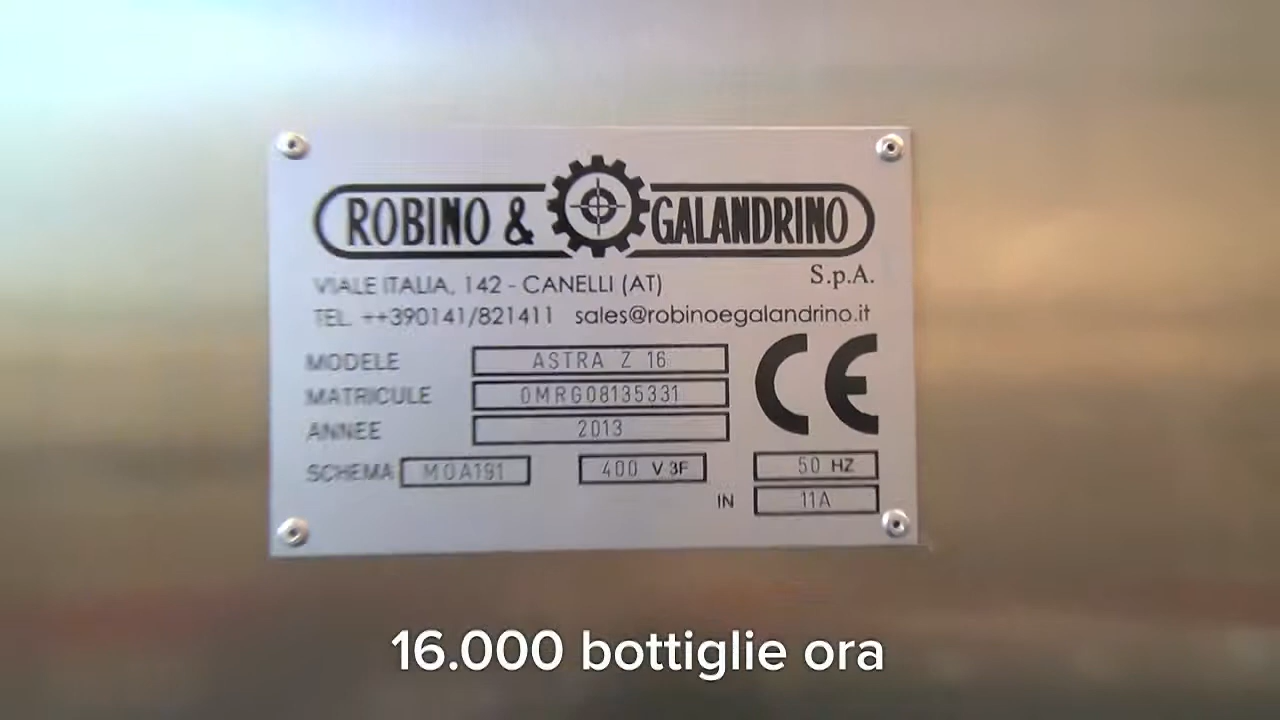 ROBINO & GALANDRINO
S.p.A.
VIALE ITALIA, 142 - CANELLI (AT)
TEL. ++390141/821411 sales@robinoegalandrino.it
MODELE ASTRA Z 16
MATRICULE 0MRG08135331
ANNEE 2013
CE
SCHEMA M0A191 400 V 3F 50 HZ
IN 11A
16.000 bottiglie ora